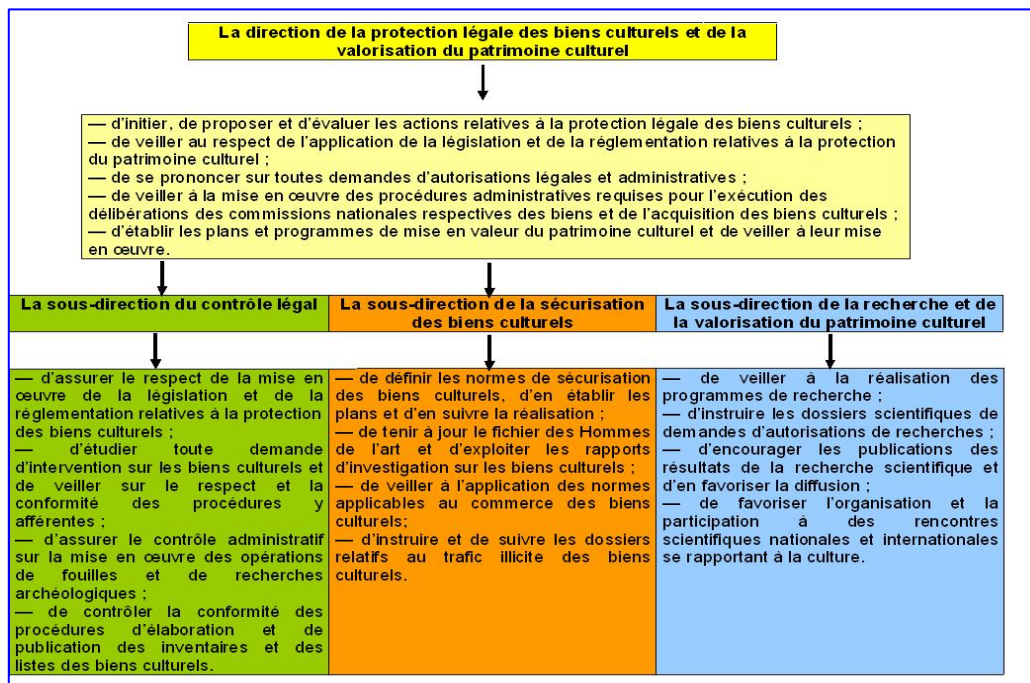 La direction de la protection légale des biens culturels et de la
valorisation du patrimoine culturel
— d'initier, de proposer et d'évaluer les actions relatives à la protection légale des biens culturels ;
— de veiller au respect de l'application de la législation et de la réglementation relatives à la protection
du patrimoine culturel ;
— de se prononcer sur toutes demandes d'autorisations légales et administratives ;
— de veiller à la mise en œuvre des procédures administratives requises pour l'exécution des
délibérations des commissions nationales respectives des biens et de l'acquisition des biens culturels ;
— d'établir les plans et programmes de mise en valeur du patrimoine culturel et de veiller à leur mise
en œuvre.
La sous-direction du contrôle légal
— d'assurer le respect de la mise en
œuvre de la législation et de la
réglementation relatives à la protection
des biens culturels ;
— d'étudier toute demande
d'intervention sur les biens culturels et
de veiller sur le respect et la
conformité des procédures y
afférentes ;
— d'assurer le contrôle administratif
sur la mise en œuvre des opérations
de fouilles et de recherches
archéologiques ;
— de contrôler la conformité des
procédures d'élaboration et de
publication des inventaires et des
listes des biens culturels.
La sous-direction de la sécurisation
des biens culturels
— de définir les normes de sécurisation
des biens culturels, d'en établir les
plans et d'en suivre la réalisation ;
— de tenir à jour le fichier des Hommes
de l'art et d'exploiter les rapports
d'investigation sur les biens culturels ;
— de veiller à l'application des normes
applicables au commerce des biens
culturels;
— d'instruire et de suivre les dossiers
relatifs au trafic illicite des biens
culturels.
La sous-direction de la recherche et de
la valorisation du patrimoine culturel
— de veiller à la réalisation des
programmes de recherche ;
— d'instruire les dossiers scientifiques de
demandes d'autorisations de recherches ;
— d'encourager les publications des
résultats de la recherche scientifique et
d'en favoriser la diffusion ;
— de favoriser l'organisation et la
participation à des rencontres
scientifiques nationales et internationales
se rapportant à la culture.